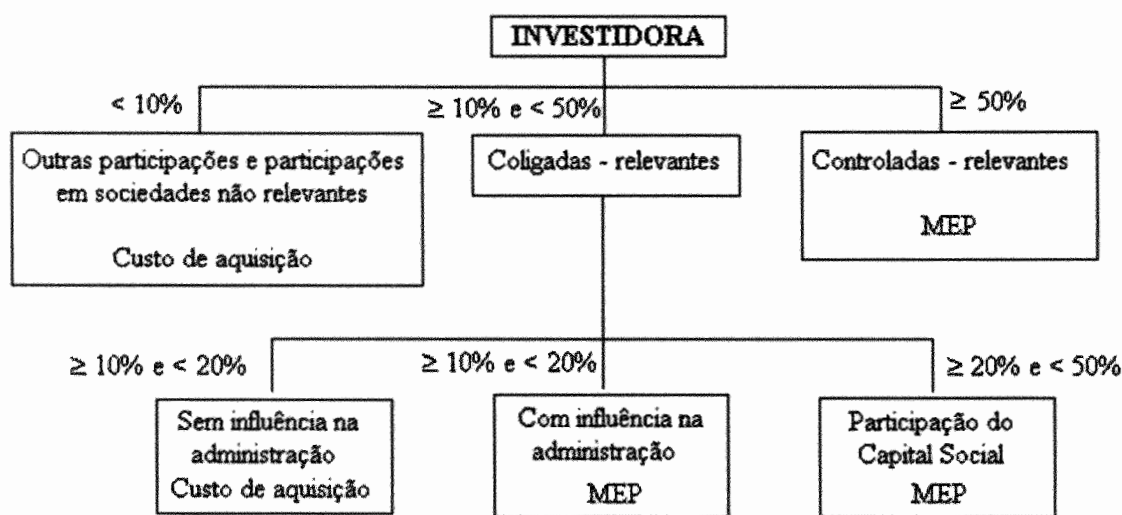 INVESTIDORA
< 10%
≥ 10% e < 50%
≥ 50%
Outras participações e participações
em sociedades não relevantes
Custo de aquisição
Coligadas - relevantes
Controladas - relevantes
MEP
≥ 10% e < 20%
≥ 10% e < 20%
≥ 20% e < 50%
Sem influência na
administração
Custo de aquisição
Com influência na
administração
MEP
Participação do
Capital Social
MEP